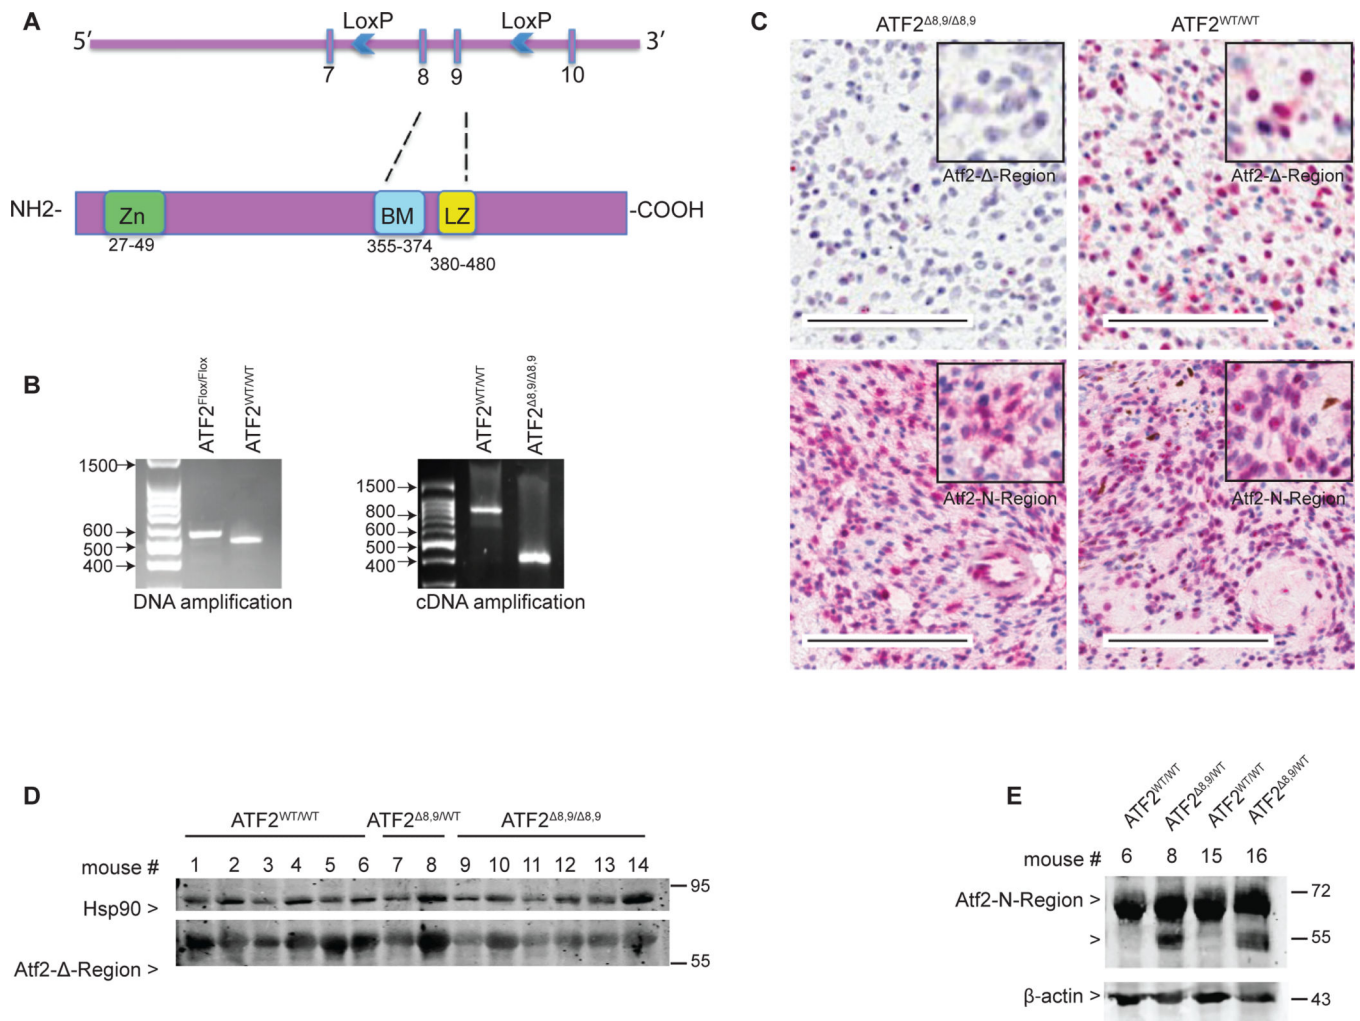 A
LoxP LoxP
5′ 3′
7 8 9 10
NH2- Zn BM LZ -COOH
27-49 355-374
380-480
B
ATF2Flox/Flox
ATF2WT/WT
1500
600
500
400
DNA amplification
ATF2WT/WT
ATF2Δ8,9/Δ8,9
1500
800
600
500
400
cDNA amplification
C
ATF2Δ8,9/Δ8,9 ATF2WT/WT
Atf2-Δ-Region Atf2-Δ-Region
Atf2-N-Region Atf2-N-Region
D
ATF2WT/WT ATF2Δ8,9/WT ATF2Δ8,9/Δ8,9
mouse # 1 2 3 4 5 6 7 8 9 10 11 12 13 14
95
Hsp90 >
Atf2-Δ-Region > 55
E
ATF2WT/WT
ATF2Δ8,9/WT
ATF2WT/WT
ATF2Δ8,9/WT
mouse # 6 8 15 16
Atf2-N-Region > 72
> 55
β-actin > 43